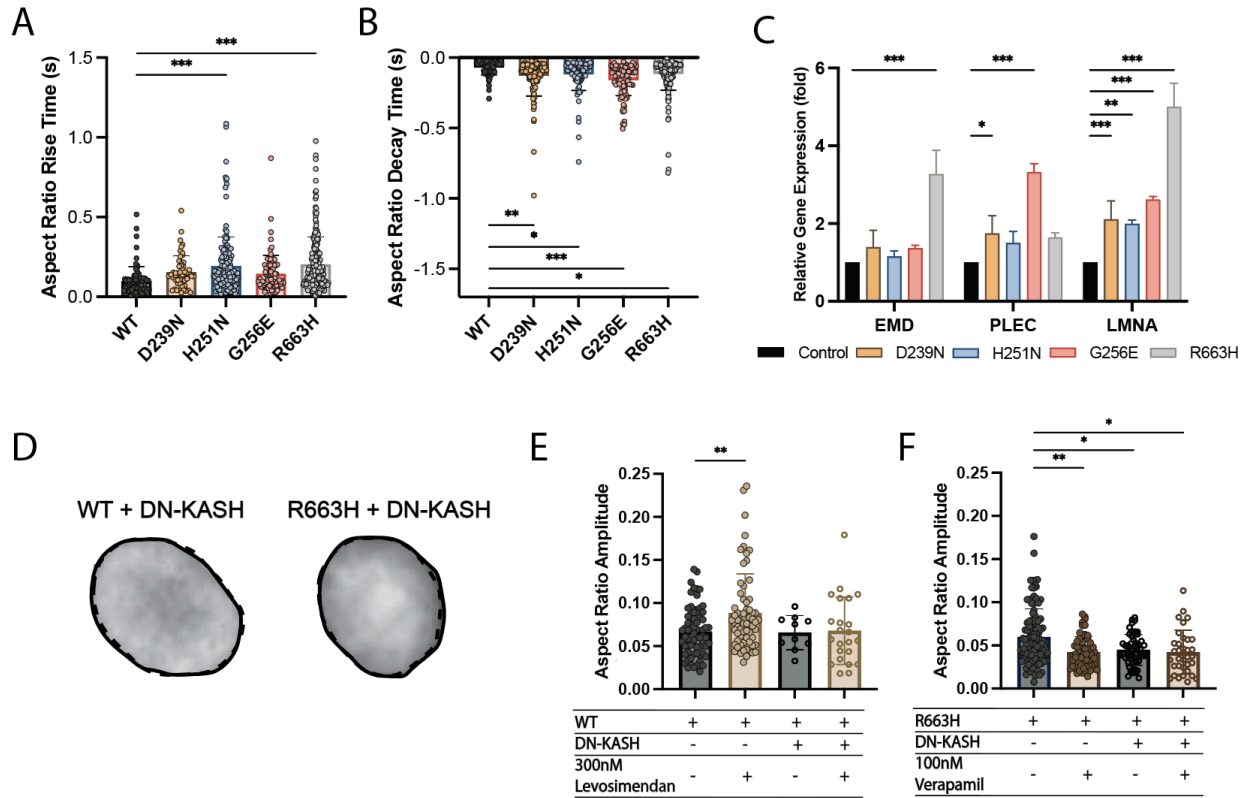 A
Aspect Ratio Rise Time (s)
1.5
1.0
0.5
0.0
***
***
WT
D239N
H251N
G256E
R663H
B
Aspect Ratio Decay Time (s)
0.0
-0.5
-1.0
-1.5
**
*
***
*
WT
D239N
H251N
G256E
R663H
C
Relative Gene Expression (fold)
6
4
2
0
***
***
*
***
***
**
***
EMD PLEC LMNA
Control D239N H251N G256E R663H
D
WT + DN-KASH R663H + DN-KASH
E
Aspect Ratio Amplitude
0.25
0.20
0.15
0.10
0.05
0.00
**
WT + + + +
DN-KASH - - + +
300nM
Levosimendan - + - +
F
Aspect Ratio Amplitude
0.25
0.20
0.15
0.10
0.05
0.00
*
*
**
R663H + + + +
DN-KASH - - + +
100nM
Verapamil - + - +